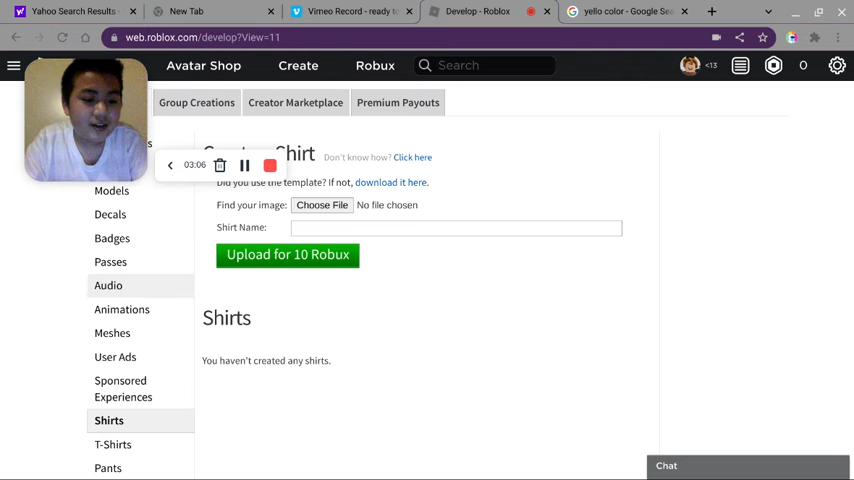 Yahoo Search Results -
New Tab
Vimeo Record - ready to
Develop - Roblox
yello color - Google Sea
web.roblox.com/develop?View=11
Avatar Shop
Create
Robux
Search
<13
0
Group Creations
Creator Marketplace
Premium Payouts
Shirt
Don't know how? Click here
03:06
Did you use the template? If not, download it here.
Models
Find your image: Choose File No file chosen
Decals
Shirt Name:
Badges
Upload for 10 Robux
Passes
Audio
Animations
Shirts
Meshes
User Ads
You haven't created any shirts.
Sponsored
Experiences
Shirts
T-Shirts
Pants
Chat